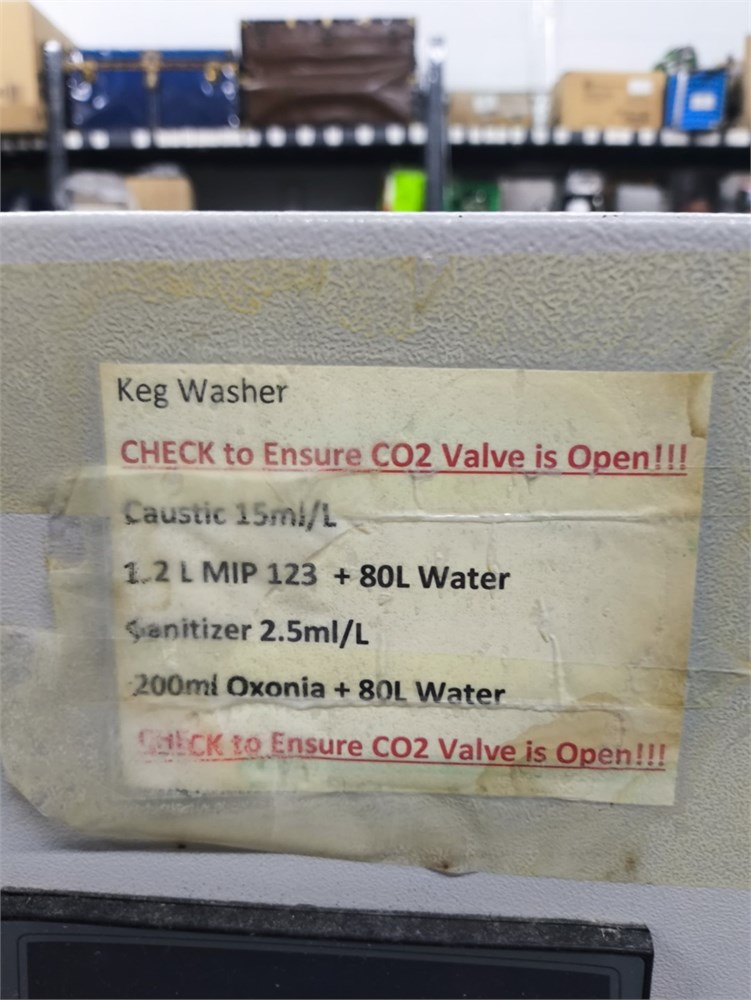 Keg Washer
CHECK to Ensure CO2 Valve is Open!!!
Caustic 15ml/L
1.2 L MIP 123 + 80L Water
Sanitizer 2.5ml/L
200ml Oxonia + 80L Water
CHECK to Ensure CO2 Valve is Open!!!